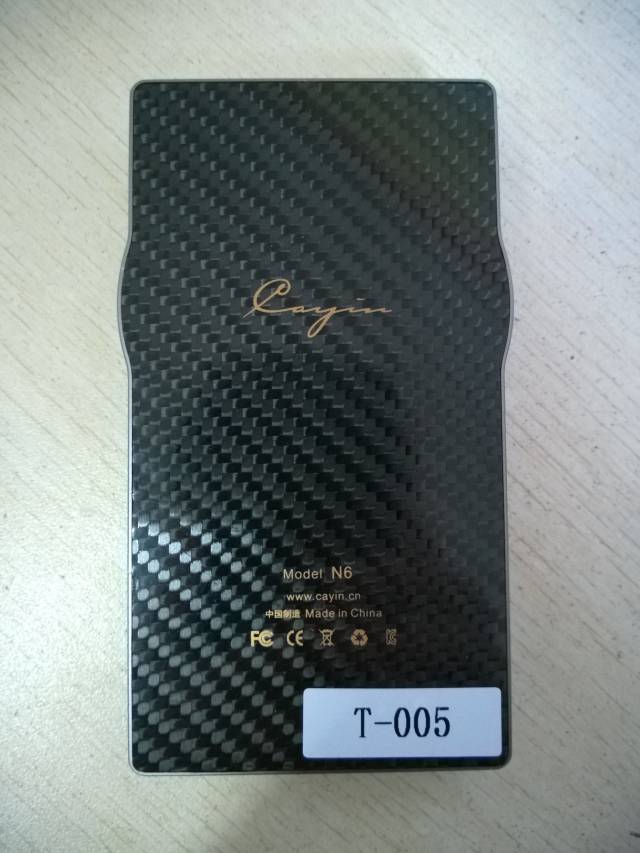 Cayin
Model N6
www.cayin.cn
中国制造 Made in China
FC CE
T-005